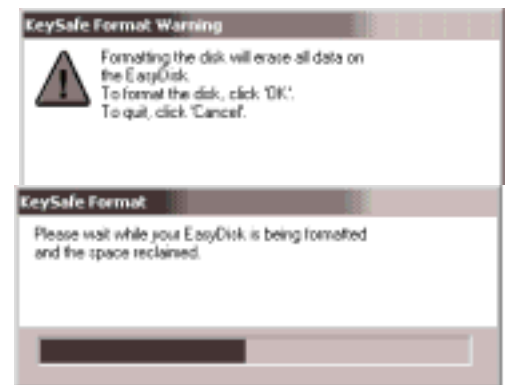 KeySafe Format Warning
Formatting the disk will erase all data on
the EasyDisk.
To format the disk, click 'OK'.
To quit, click 'Cancel'.
KeySafe Format
Please wait while your EasyDisk is being formatted
and the space reclaimed.